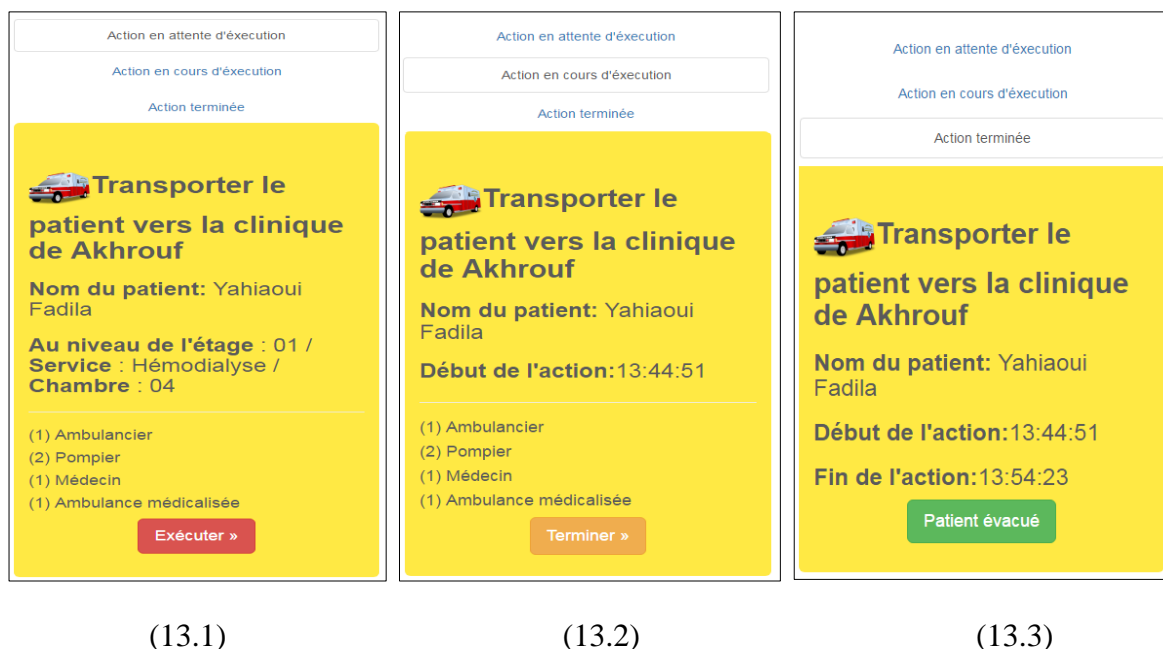 Action en attente d'éxecution
Action en cours d'éxecution
Action terminée
Transporter le
patient vers la clinique
de Akhrouf
Nom du patient: Yahiaoui
Fadila
Au niveau de l'étage : 01 /
Service : Hémodialyse /
Chambre : 04
(1) Ambulancier
(2) Pompier
(1) Médecin
(1) Ambulance médicalisée
Exécuter »
(13.1)
Action en attente d'éxecution
Action en cours d'éxecution
Action terminée
Transporter le
patient vers la clinique
de Akhrouf
Nom du patient: Yahiaoui
Fadila
Début de l'action:13:44:51
(1) Ambulancier
(2) Pompier
(1) Médecin
(1) Ambulance médicalisée
Terminer »
(13.2)
Action en attente d'éxecution
Action en cours d'éxecution
Action terminée
Transporter le
patient vers la clinique
de Akhrouf
Nom du patient: Yahiaoui
Fadila
Début de l'action:13:44:51
Fin de l'action:13:54:23
Patient évacué
(13.3)